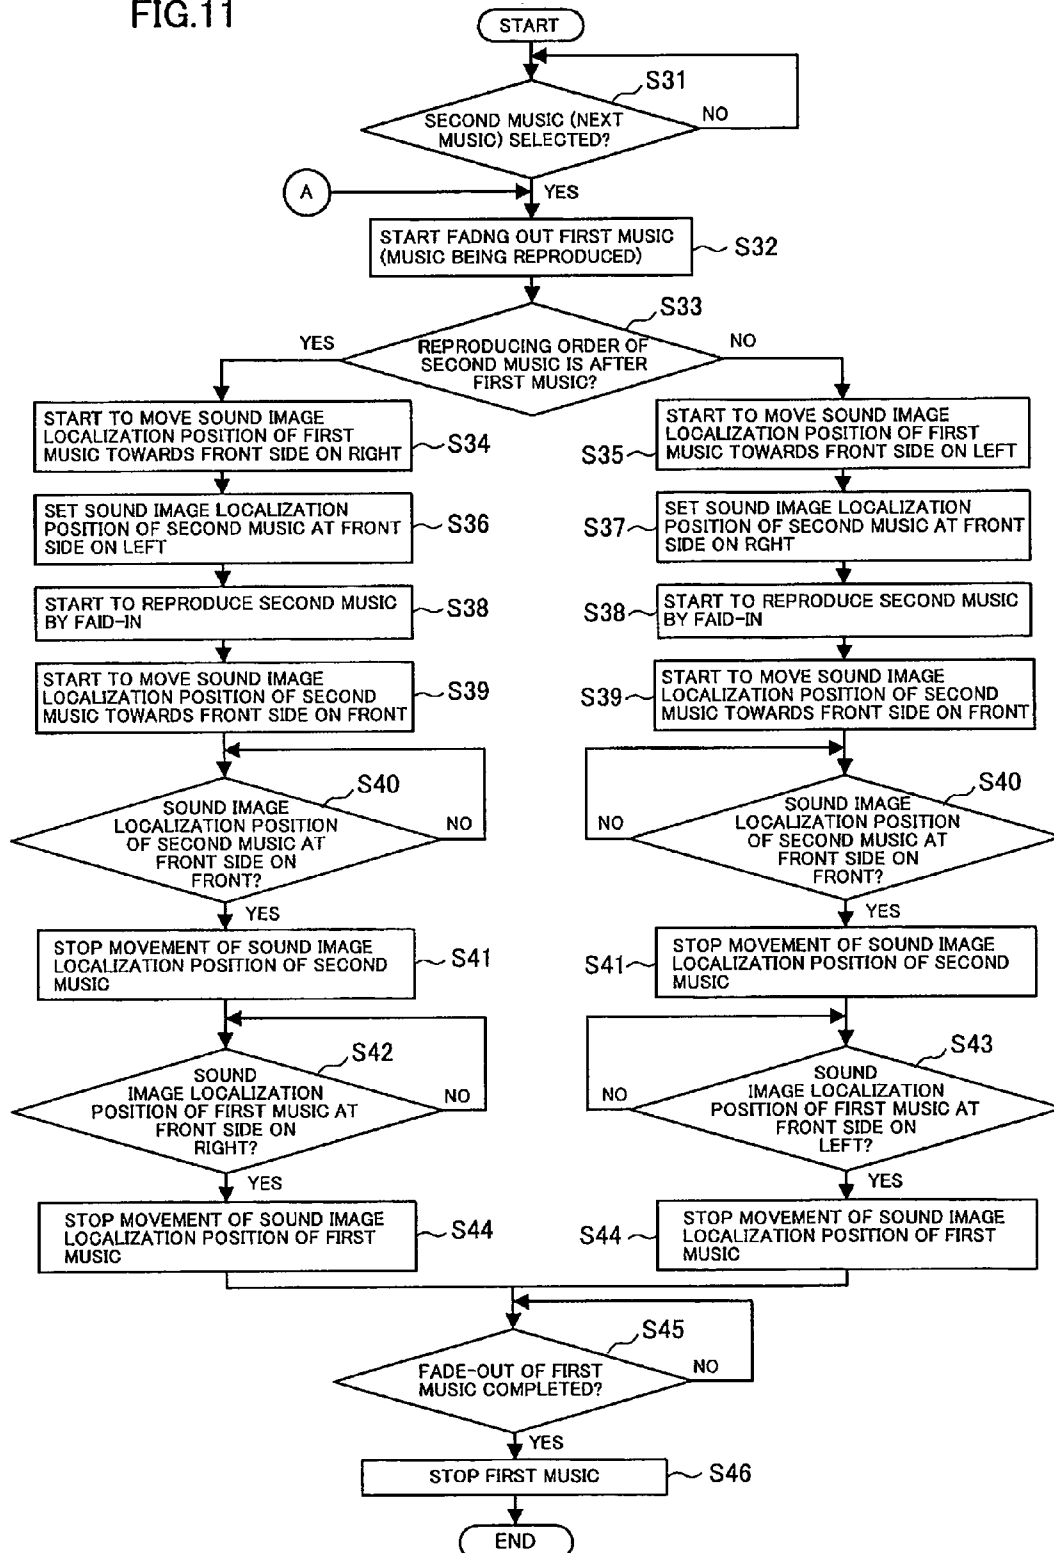 FIG.11
START
S31
SECOND MUSIC (NEXT
MUSIC) SELECTED?
NO
A
YES
START FADNG OUT FIRST MUSIC
(MUSIC BEING REPRODUCED)
S32
S33
YES
REPRODUCING ORDER OF
SECOND MUSIC IS AFTER
FIRST MUSIC?
NO
START TO MOVE SOUND IMAGE
LOCALIZATION POSITION OF FIRST
MUSIC TOWARDS FRONT SIDE ON RIGHT
S34
SET SOUND IMAGE LOCALIZATION
POSITION OF SECOND MUSIC AT FRONT
SIDE ON LEFT
S36
START TO REPRODUCE SECOND MUSIC
BY FAID-IN
S38
START TO MOVE SOUND IMAGE
LOCALIZATION POSITION OF SECOND
MUSIC TOWARDS FRONT SIDE ON FRONT
S39
S40
SOUND IMAGE
LOCALIZATION POSITION
OF SECOND MUSIC AT
FRONT SIDE ON
FRONT?
NO
YES
STOP MOVEMENT OF SOUND IMAGE
LOCALIZATION POSITION OF SECOND
MUSIC
S41
S42
SOUND
IMAGE LOCALIZATION
POSITION OF FIRST MUSIC AT
FRONT SIDE ON
RIGHT?
NO
YES
STOP MOVEMENT OF SOUND IMAGE
LOCALIZATION POSITION OF FIRST
MUSIC
S44
START TO MOVE SOUND IMAGE
LOCALIZATION POSITION OF FIRST
MUSIC TOWARDS FRONT SIDE ON LEFT
S35
SET SOUND IMAGE LOCALIZATION
POSITION OF SECOND MUSIC AT FRONT
SIDE ON RGHT
S37
START TO REPRODUCE SECOND MUSIC
BY FAID-IN
S38
START TO MOVE SOUND IMAGE
LOCALIZATION POSITION OF SECOND
MUSIC TOWARDS FRONT SIDE ON FRONT
S39
S40
SOUND IMAGE
LOCALIZATION POSITION
OF SECOND MUSIC AT
FRONT SIDE ON
FRONT?
NO
YES
STOP MOVEMENT OF SOUND IMAGE
LOCALIZATION POSITION OF SECOND
MUSIC
S41
S43
SOUND
IMAGE LOCALIZATION
POSITION OF FIRST MUSIC AT
FRONT SIDE ON
LEFT?
NO
YES
STOP MOVEMENT OF SOUND IMAGE
LOCALIZATION POSITION OF FIRST
MUSIC
S44
S45
FADE-OUT OF FIRST
MUSIC COMPLETED?
NO
YES
STOP FIRST MUSIC
S46
END